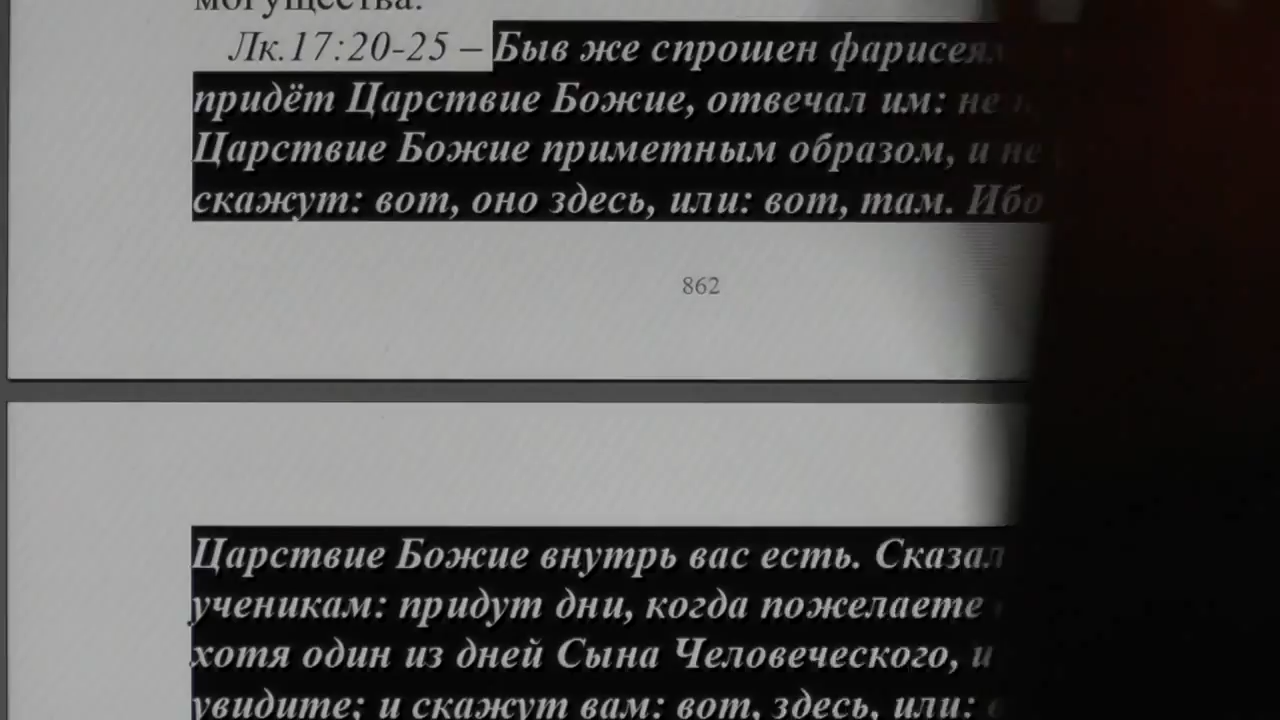 могущества.
Лк.17:20-25 – Быв же спрошен фарисея
придёт Царствие Божие, отвечал им: не
Царствие Божие приметным образом, и не
скажут: вот, оно здесь, или: вот, там. Ибо
862
Царствие Божие внутрь вас есть. Сказал
ученикам: придут дни, когда пожелаете
хотя один из дней Сына Человеческого, и
увидите; и скажут вам: вот, здесь, или: